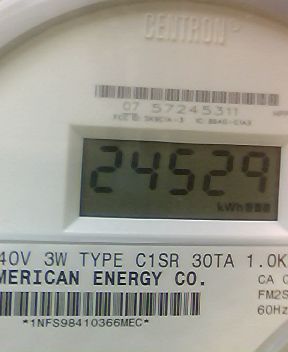 CENTRON®
07 57245311
24529
kWh
40V 3W TYPE C1SR 30TA 1.0K
MERICAN ENERGY CO.
CA 0
FM2S
60Hz
*1NFS98410366MEC*